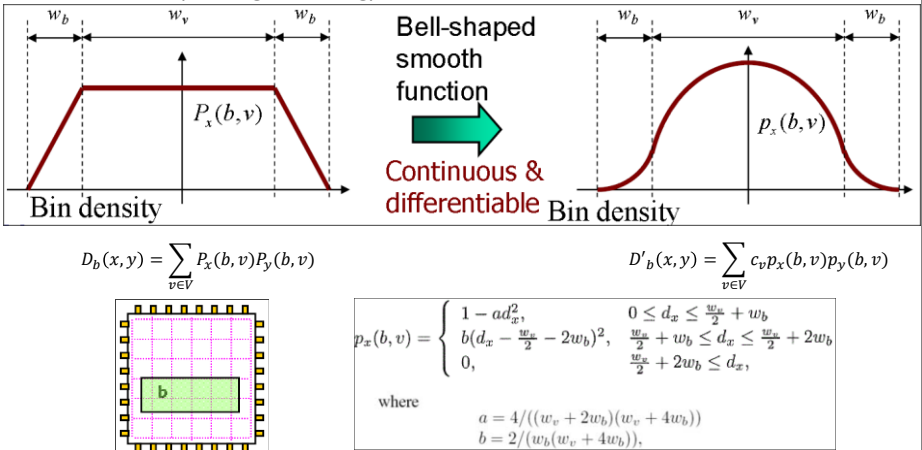 w_b w_v w_b
P_x(b,v)
Bin density
Bell-shaped
smooth
function
Continuous &
differentiable
w_b w_v w_b
p_x(b,v)
Bin density
D_b(x, y) = ∑_{v∈V} P_x(b, v)P_y(b, v)
D′_b(x, y) = ∑_{v∈V} c_v p_x(b, v)p_y(b, v)
b
p_x(b, v) = {
1 − ad_x^2, 0 ≤ d_x ≤ w_v/2 + w_b
b(d_x − w_v/2 − 2w_b)^2, w_v/2 + w_b ≤ d_x ≤ w_v/2 + 2w_b
0, w_v/2 + 2w_b ≤ d_x,
where
a = 4/((w_v + 2w_b)(w_v + 4w_b))
b = 2/(w_b(w_v + 4w_b)),